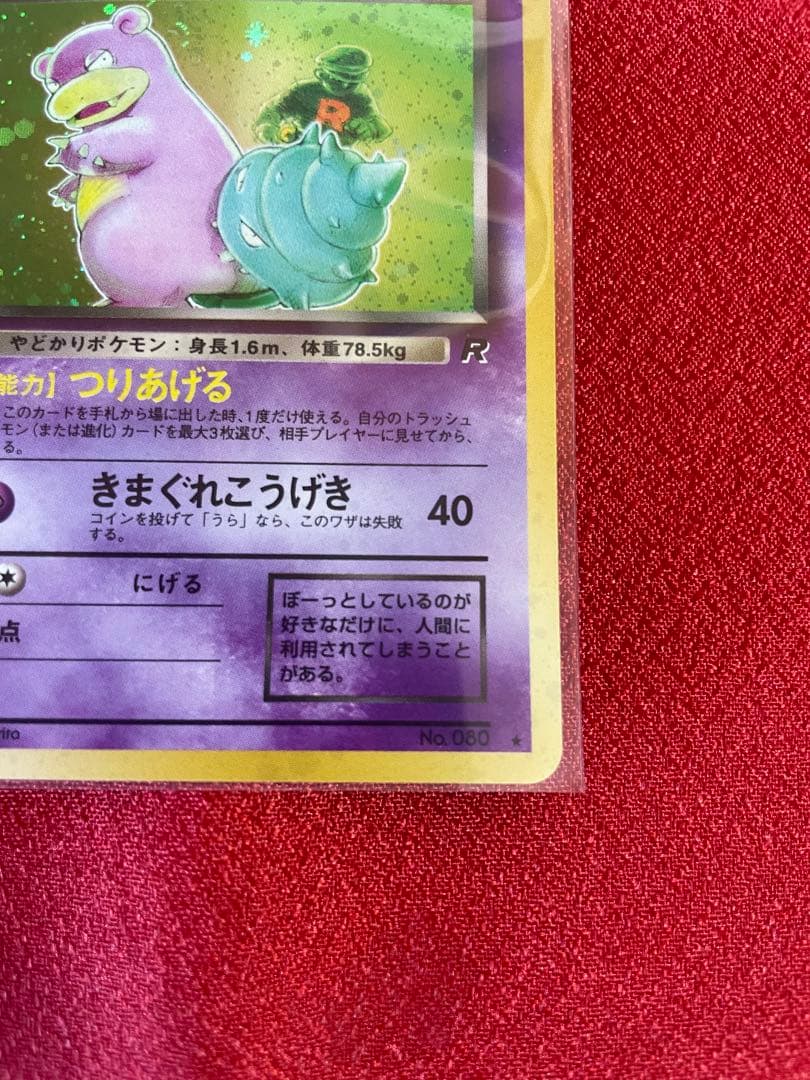 R
やどかりポケモン：身長1.6m、体重78.5kg R
能力】つりあげる
このカードを手札から場に出した時、1度だけ使える。自分のトラッシュ
モン（または進化）カードを最大3枚選び、相手プレイヤーに見せてから、
る。
きまぐれこうげき 40
コインを投げて「うら」なら、このワザは失敗
する。
にげる
点
ぼーっとしているのが
好きなだけに、人間に
利用されてしまうこと
がある。
rita
No. 080 ★